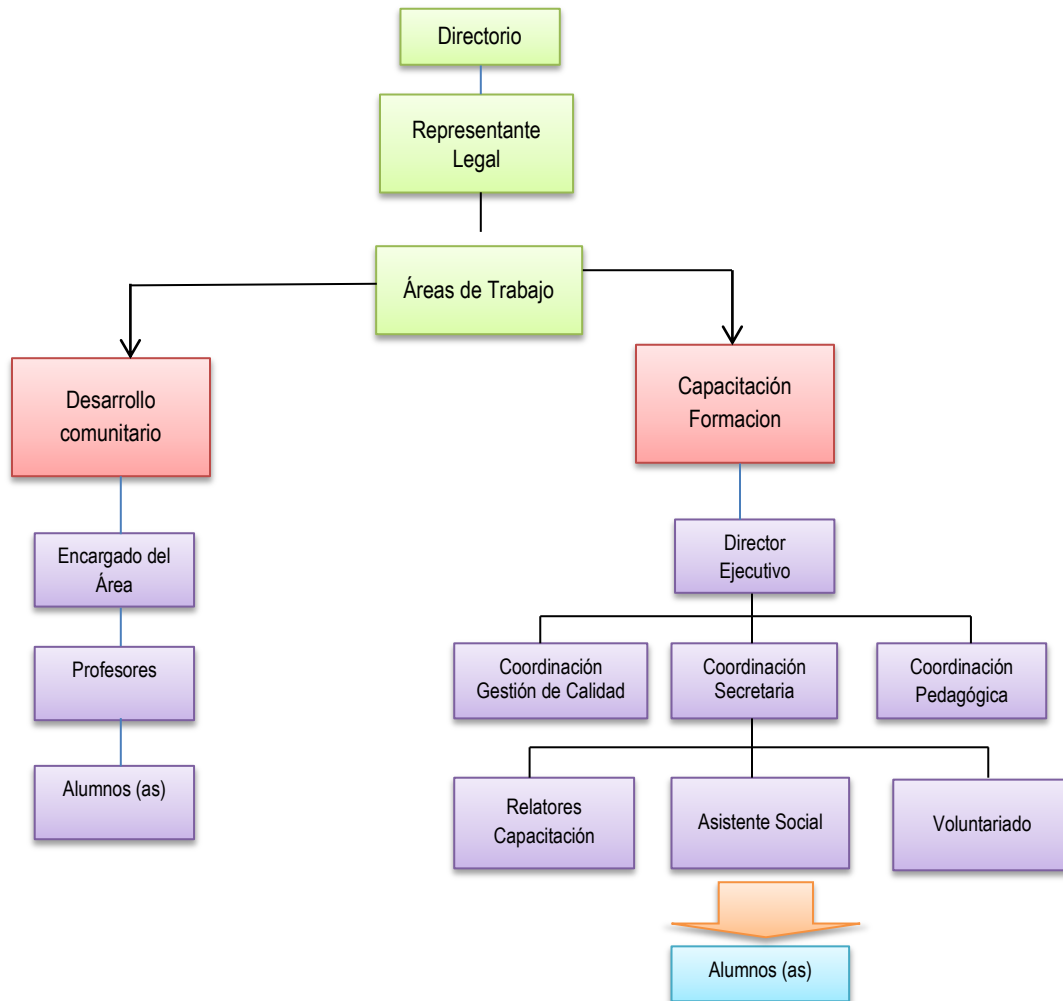 Directorio
Representante
Legal
Áreas de Trabajo
Desarrollo
comunitario
Capacitación
Formacion
Encargado del
Área
Director
Ejecutivo
Profesores
Coordinación
Gestión de Calidad
Coordinación
Secretaria
Coordinación
Pedagógica
Alumnos (as)
Relatores
Capacitación
Asistente Social
Voluntariado
Alumnos (as)